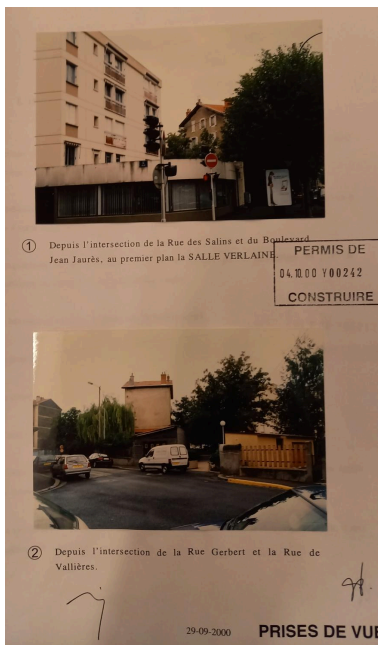 ① Depuis l'intersection de la Rue des Salins et du Boulevard
Jean Jaurès, au premier plan la SALLE VERLAINE.
PERMIS DE
04.10.00 Y00242
CONSTRUIRE
② Depuis l'intersection de la Rue Gerbert et la Rue de
Vallières.
29-09-2000
PRISES DE VUE